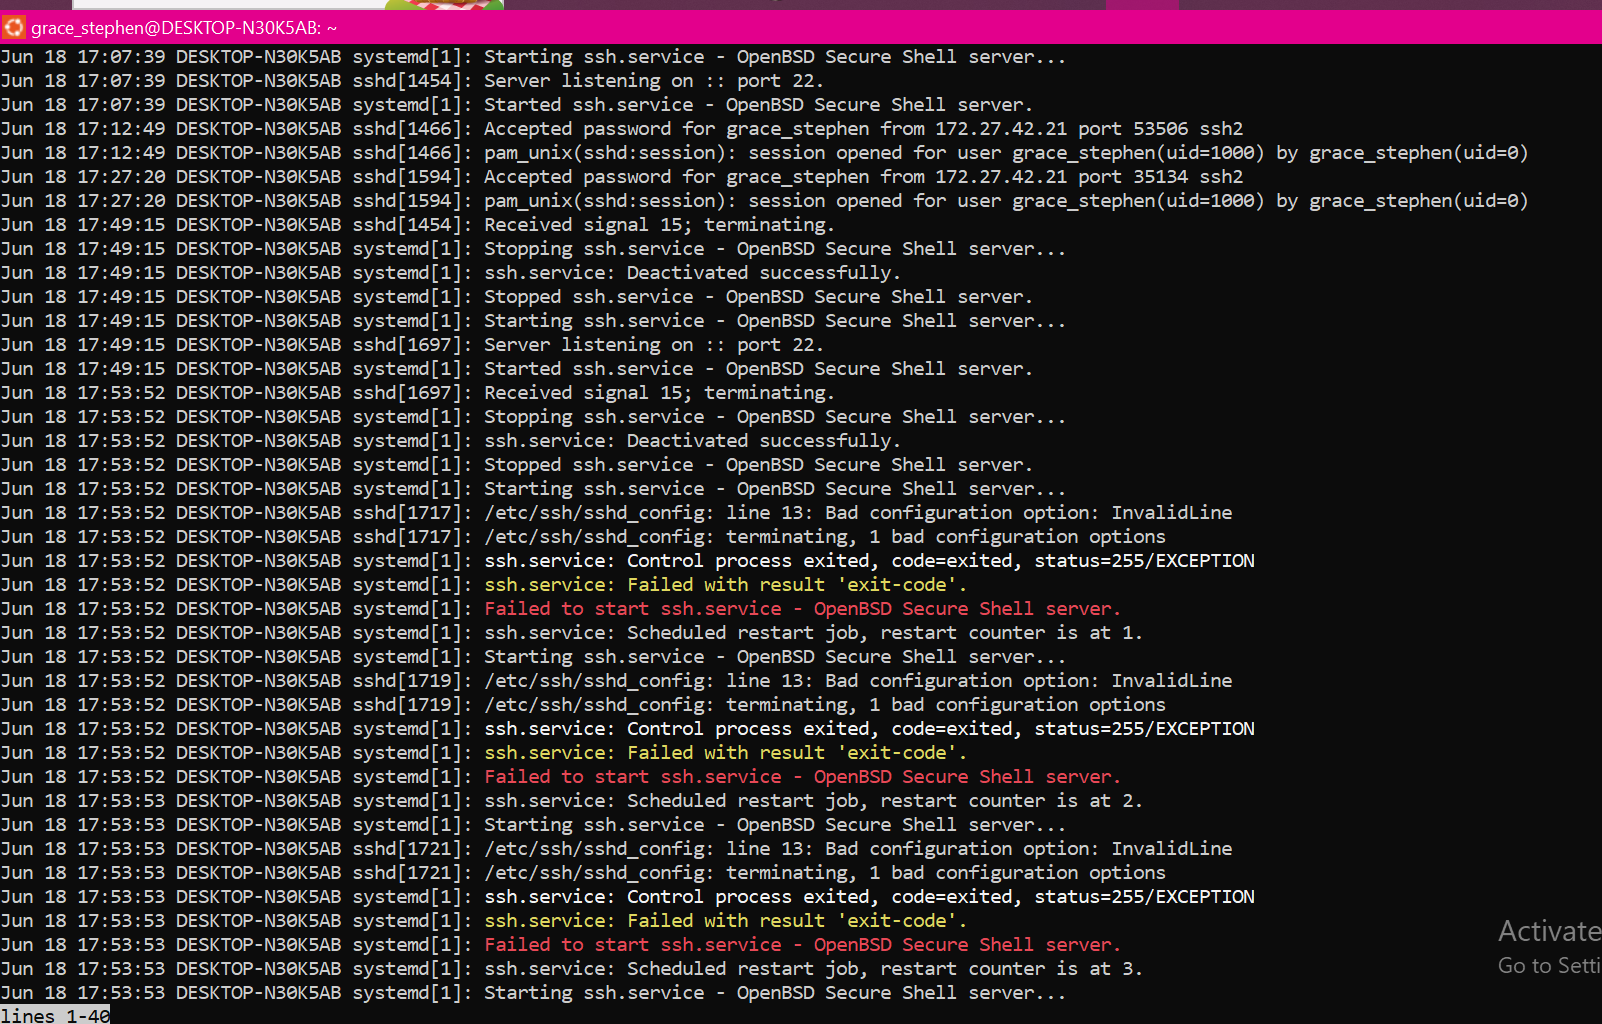 grace_stephen@DESKTOP-N30K5AB: ~
Jun 18 17:07:39 DESKTOP-N30K5AB systemd[1]: Starting ssh.service - OpenBSD Secure Shell server...
Jun 18 17:07:39 DESKTOP-N30K5AB sshd[1454]: Server listening on :: port 22.
Jun 18 17:07:39 DESKTOP-N30K5AB systemd[1]: Started ssh.service - OpenBSD Secure Shell server.
Jun 18 17:12:49 DESKTOP-N30K5AB sshd[1466]: Accepted password for grace_stephen from 172.27.42.21 port 53506 ssh2
Jun 18 17:12:49 DESKTOP-N30K5AB sshd[1466]: pam_unix(sshd:session): session opened for user grace_stephen(uid=1000) by grace_stephen(uid=0)
Jun 18 17:27:20 DESKTOP-N30K5AB sshd[1594]: Accepted password for grace_stephen from 172.27.42.21 port 35134 ssh2
Jun 18 17:27:20 DESKTOP-N30K5AB sshd[1594]: pam_unix(sshd:session): session opened for user grace_stephen(uid=1000) by grace_stephen(uid=0)
Jun 18 17:49:15 DESKTOP-N30K5AB sshd[1454]: Received signal 15; terminating.
Jun 18 17:49:15 DESKTOP-N30K5AB systemd[1]: Stopping ssh.service - OpenBSD Secure Shell server...
Jun 18 17:49:15 DESKTOP-N30K5AB systemd[1]: ssh.service: Deactivated successfully.
Jun 18 17:49:15 DESKTOP-N30K5AB systemd[1]: Stopped ssh.service - OpenBSD Secure Shell server.
Jun 18 17:49:15 DESKTOP-N30K5AB systemd[1]: Starting ssh.service - OpenBSD Secure Shell server...
Jun 18 17:49:15 DESKTOP-N30K5AB sshd[1697]: Server listening on :: port 22.
Jun 18 17:49:15 DESKTOP-N30K5AB systemd[1]: Started ssh.service - OpenBSD Secure Shell server.
Jun 18 17:53:52 DESKTOP-N30K5AB sshd[1697]: Received signal 15; terminating.
Jun 18 17:53:52 DESKTOP-N30K5AB systemd[1]: Stopping ssh.service - OpenBSD Secure Shell server...
Jun 18 17:53:52 DESKTOP-N30K5AB systemd[1]: ssh.service: Deactivated successfully.
Jun 18 17:53:52 DESKTOP-N30K5AB systemd[1]: Stopped ssh.service - OpenBSD Secure Shell server.
Jun 18 17:53:52 DESKTOP-N30K5AB systemd[1]: Starting ssh.service - OpenBSD Secure Shell server...
Jun 18 17:53:52 DESKTOP-N30K5AB sshd[1717]: /etc/ssh/sshd_config: line 13: Bad configuration option: InvalidLine
Jun 18 17:53:52 DESKTOP-N30K5AB sshd[1717]: /etc/ssh/sshd_config: terminating, 1 bad configuration options
Jun 18 17:53:52 DESKTOP-N30K5AB systemd[1]: ssh.service: Control process exited, code=exited, status=255/EXCEPTION
Jun 18 17:53:52 DESKTOP-N30K5AB systemd[1]: ssh.service: Failed with result 'exit-code'.
Jun 18 17:53:52 DESKTOP-N30K5AB systemd[1]: Failed to start ssh.service - OpenBSD Secure Shell server.
Jun 18 17:53:52 DESKTOP-N30K5AB systemd[1]: ssh.service: Scheduled restart job, restart counter is at 1.
Jun 18 17:53:52 DESKTOP-N30K5AB systemd[1]: Starting ssh.service - OpenBSD Secure Shell server...
Jun 18 17:53:52 DESKTOP-N30K5AB sshd[1719]: /etc/ssh/sshd_config: line 13: Bad configuration option: InvalidLine
Jun 18 17:53:52 DESKTOP-N30K5AB sshd[1719]: /etc/ssh/sshd_config: terminating, 1 bad configuration options
Jun 18 17:53:52 DESKTOP-N30K5AB systemd[1]: ssh.service: Control process exited, code=exited, status=255/EXCEPTION
Jun 18 17:53:52 DESKTOP-N30K5AB systemd[1]: ssh.service: Failed with result 'exit-code'.
Jun 18 17:53:52 DESKTOP-N30K5AB systemd[1]: Failed to start ssh.service - OpenBSD Secure Shell server.
Jun 18 17:53:53 DESKTOP-N30K5AB systemd[1]: ssh.service: Scheduled restart job, restart counter is at 2.
Jun 18 17:53:53 DESKTOP-N30K5AB systemd[1]: Starting ssh.service - OpenBSD Secure Shell server...
Jun 18 17:53:53 DESKTOP-N30K5AB sshd[1721]: /etc/ssh/sshd_config: line 13: Bad configuration option: InvalidLine
Jun 18 17:53:53 DESKTOP-N30K5AB sshd[1721]: /etc/ssh/sshd_config: terminating, 1 bad configuration options
Jun 18 17:53:53 DESKTOP-N30K5AB systemd[1]: ssh.service: Control process exited, code=exited, status=255/EXCEPTION
Jun 18 17:53:53 DESKTOP-N30K5AB systemd[1]: ssh.service: Failed with result 'exit-code'.
Jun 18 17:53:53 DESKTOP-N30K5AB systemd[1]: Failed to start ssh.service - OpenBSD Secure Shell server.
Jun 18 17:53:53 DESKTOP-N30K5AB systemd[1]: ssh.service: Scheduled restart job, restart counter is at 3.
Jun 18 17:53:53 DESKTOP-N30K5AB systemd[1]: Starting ssh.service - OpenBSD Secure Shell server...
lines 1-40
Activate
Go to Setti